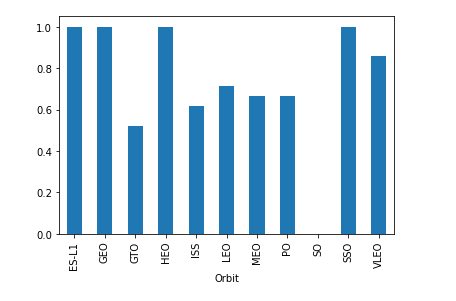 1.0
0.8
0.6
0.4
0.2
0.0
ES-L1
GEO
GTO
HEO
ISS
LEO
MEO
PO
SO
SSO
VLEO
Orbit